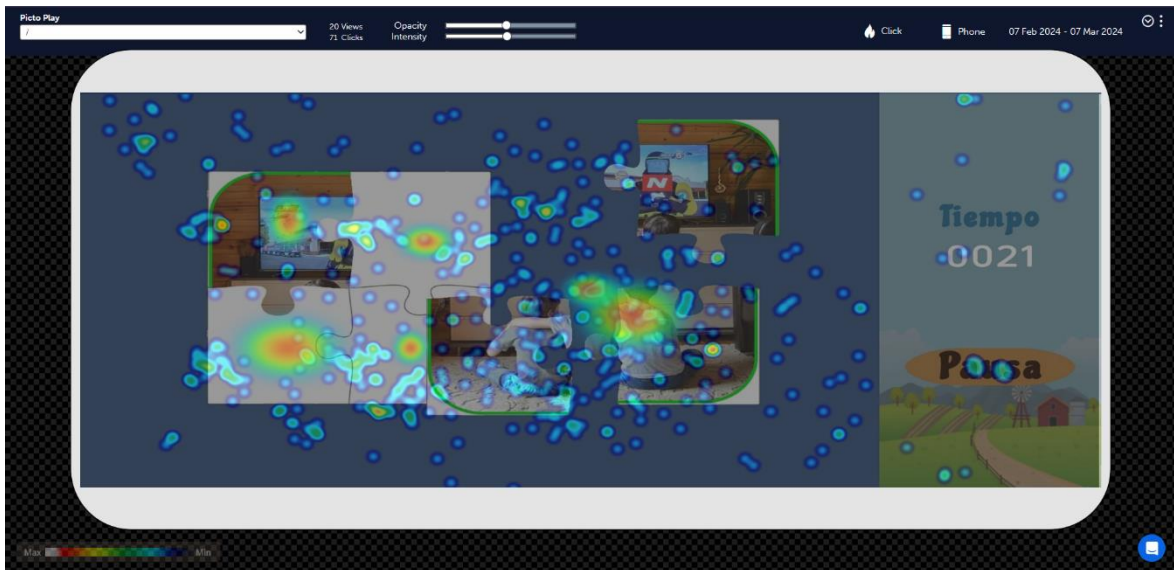 Picto Play
/
20 Views
71 Clicks
Opacity
Intensity
Click
Phone
07 Feb 2024 - 07 Mar 2024
N
Tiempo
0021
Pausa
Max
Min